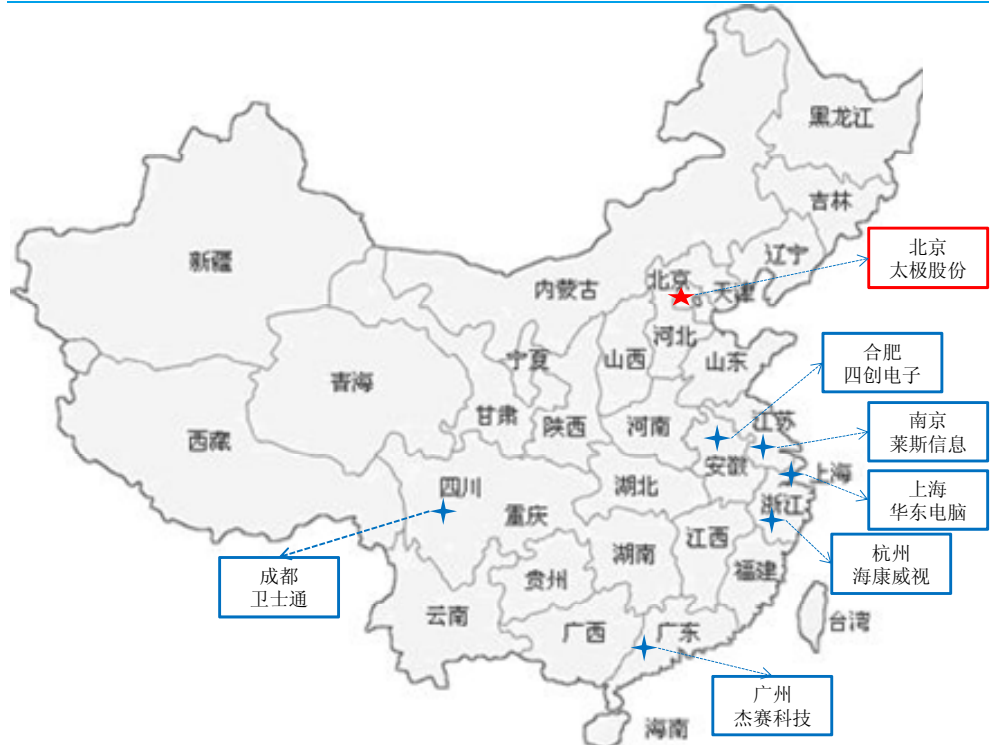 黑龙江
吉林
辽宁
北京
太极股份
新疆
内蒙古
北京
天津
河北
山西
山东
宁夏
合肥
四创电子
青海
甘肃
陕西
河南
江苏
南京
莱斯信息
西藏
安徽
上海
四川
湖北
上海
华东电脑
重庆
浙江
江西
湖南
杭州
海康威视
成都
卫士通
贵州
福建
云南
广西
广东
台湾
广州
杰赛科技
海南